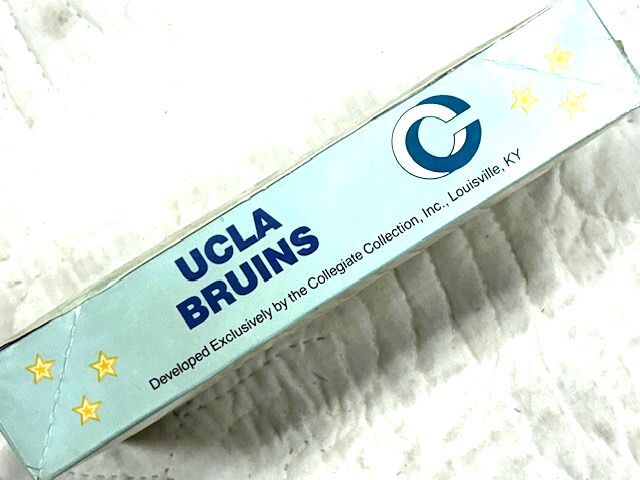 UCLA
BRUINS
Developed Exclusively by the Collegiate Collection, Inc., Louisville, KY